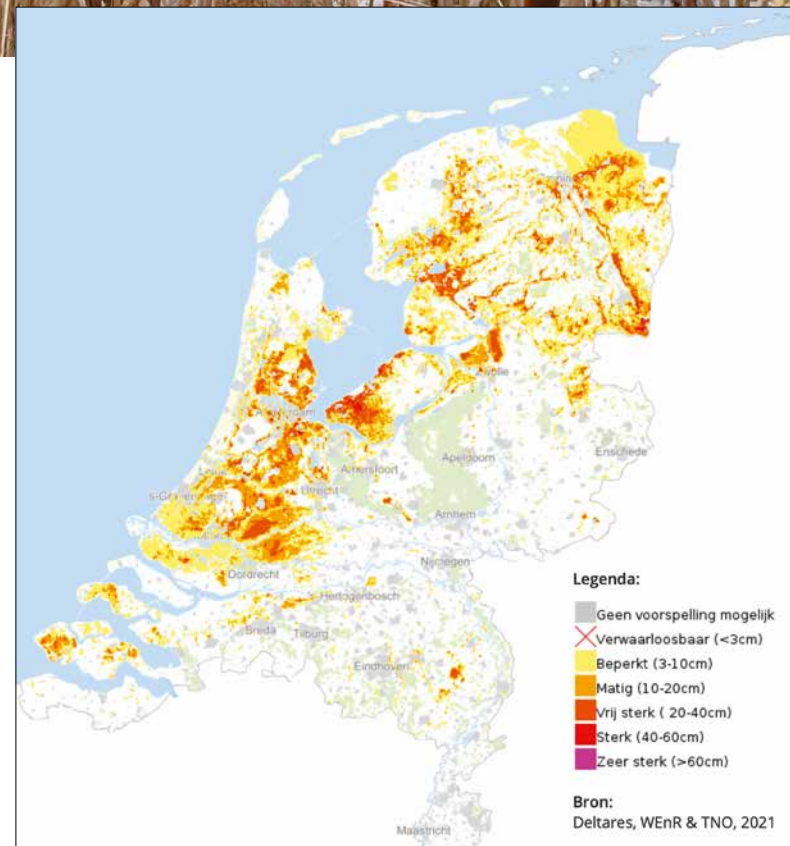 Zwolle
Amsterdam
Enschede
Amersfoort
Apeldoorn
Utrecht
Arnhem
Nijmegen
Dordrecht
Hertogenbosch
Breda
Tilburg
Eindhoven
Maastricht
Legenda:
Geen voorspelling mogelijk
Verwaarloosbaar (<3cm)
Beperkt (3-10cm)
Matig (10-20cm)
Vrij sterk ( 20-40cm)
Sterk (40-60cm)
Zeer sterk (>60cm)
Bron:
Deltares, WEnR & TNO, 2021